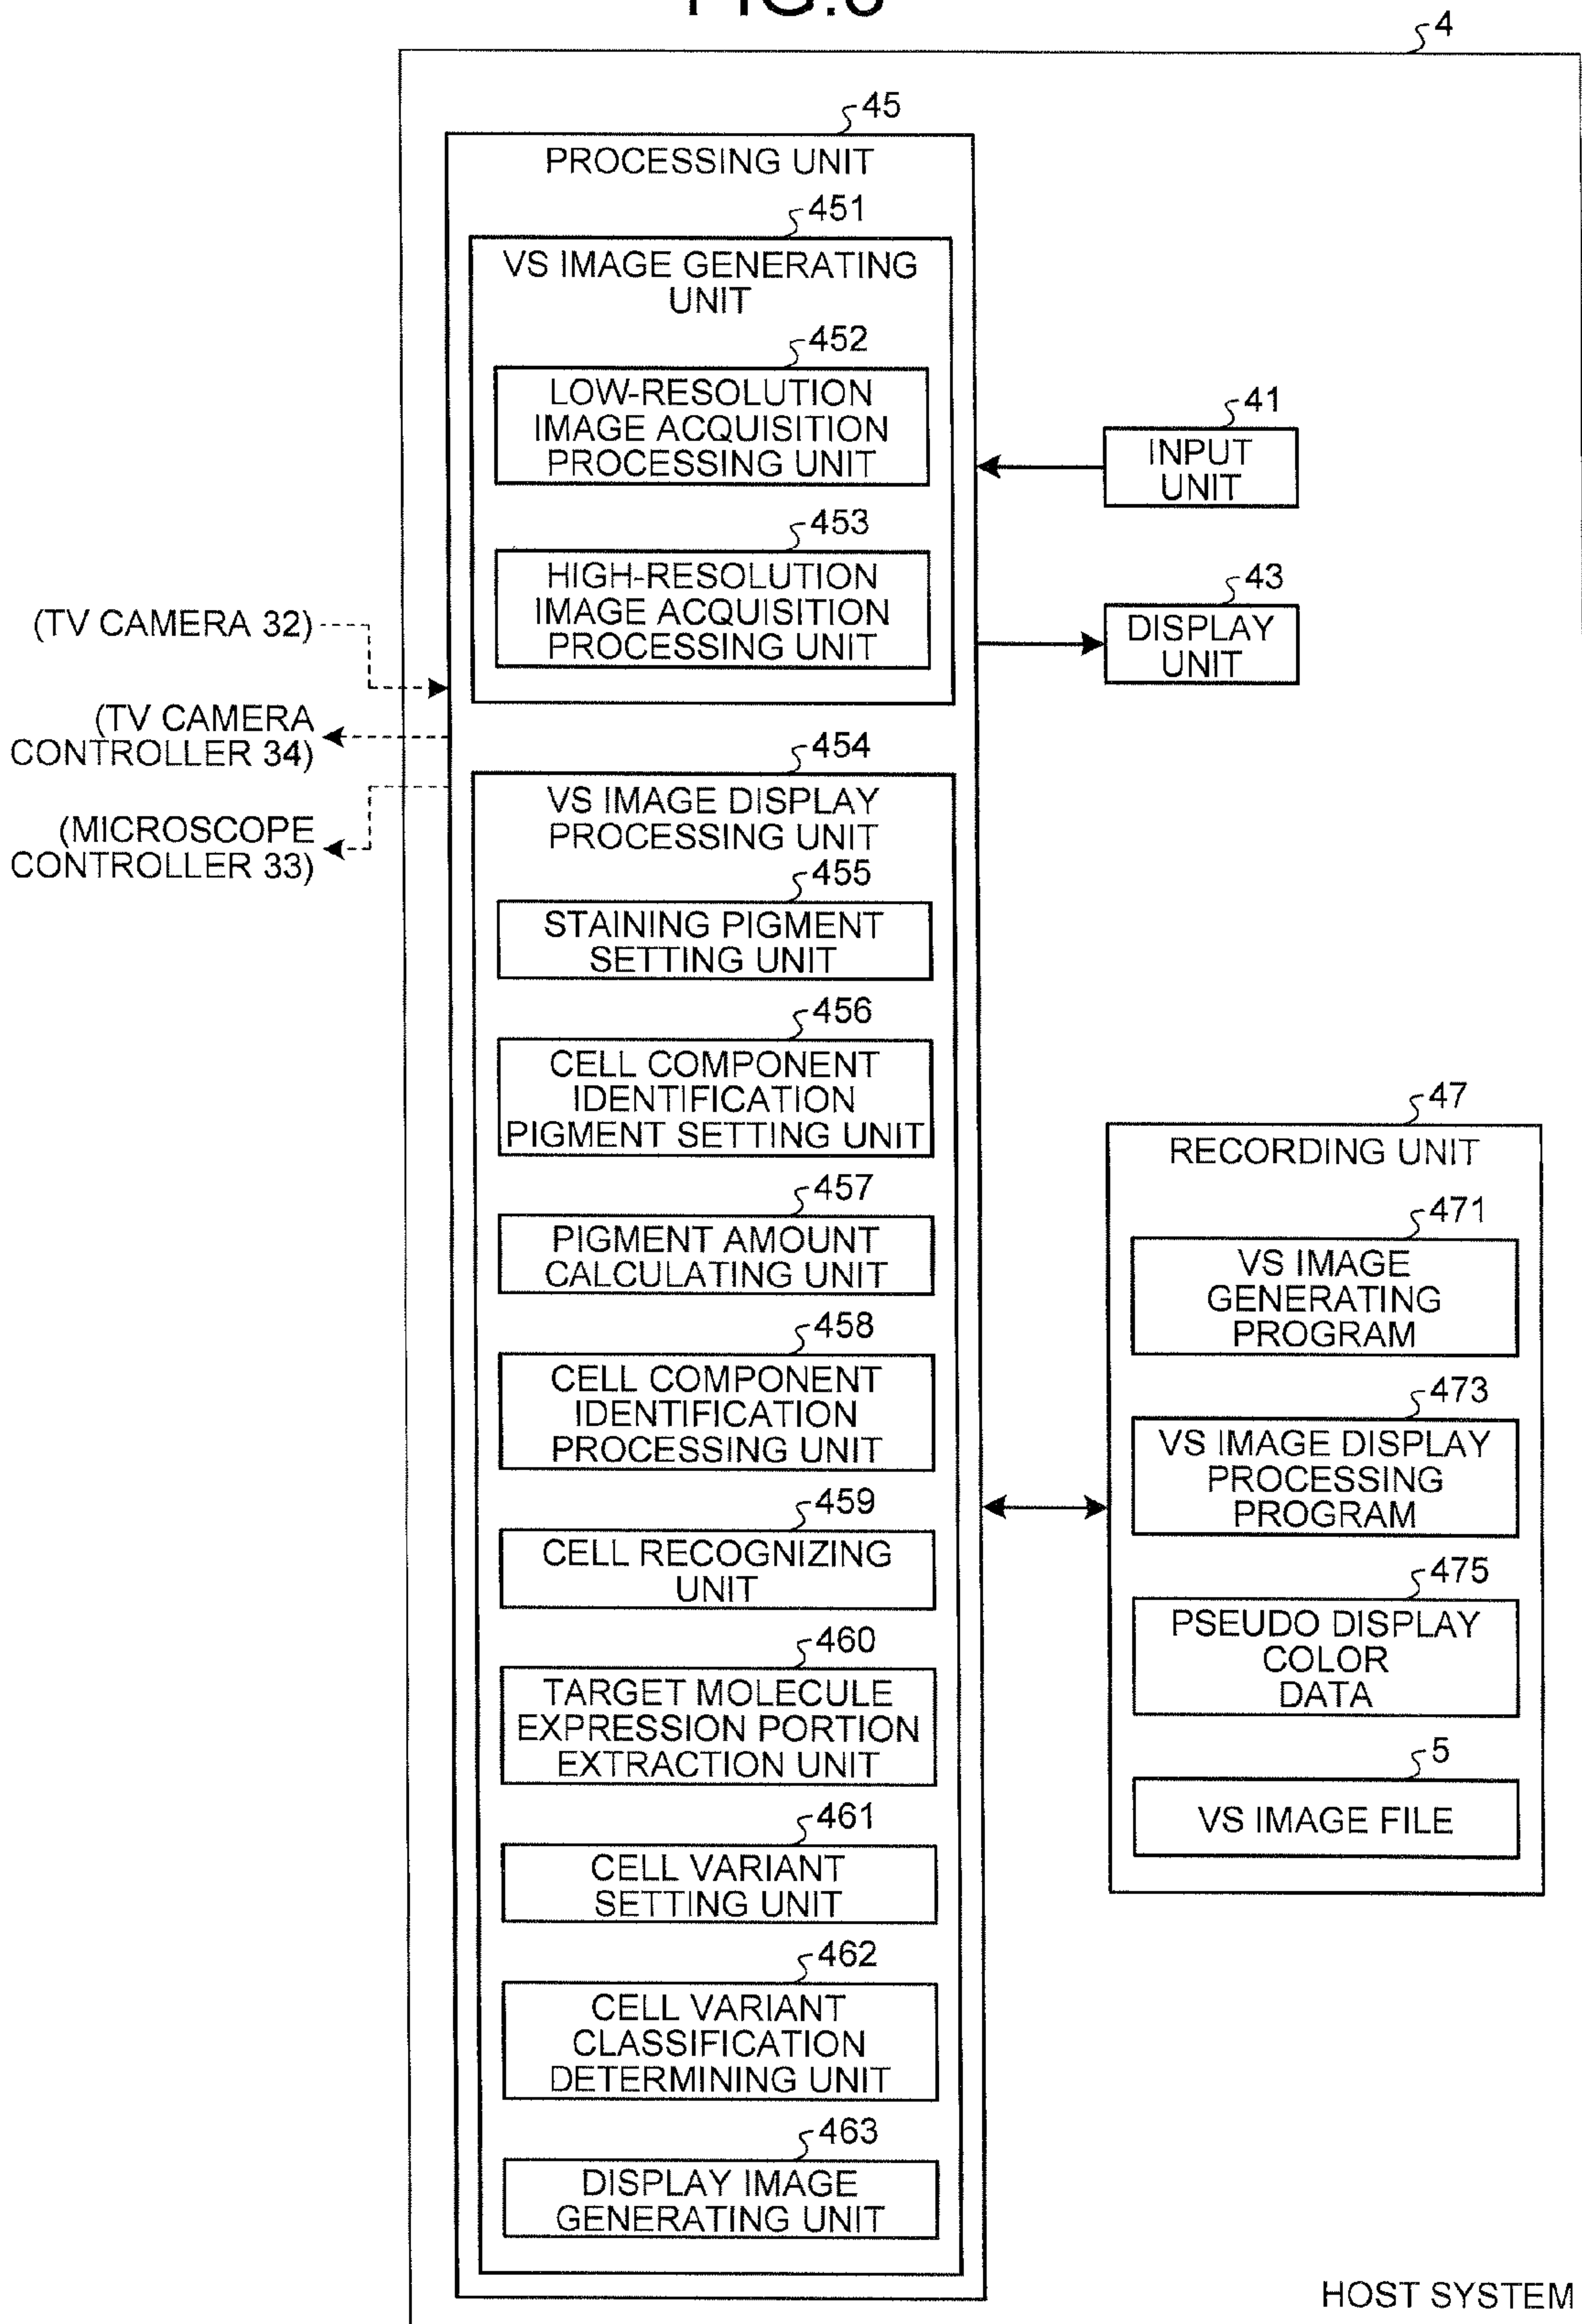 4
45
PROCESSING UNIT
451
VS IMAGE GENERATING
UNIT
452
LOW-RESOLUTION
IMAGE ACQUISITION
PROCESSING UNIT
453
HIGH-RESOLUTION
IMAGE ACQUISITION
PROCESSING UNIT
41
INPUT
UNIT
43
DISPLAY
UNIT
(TV CAMERA 32)
(TV CAMERA
CONTROLLER 34)
(MICROSCOPE
CONTROLLER 33)
454
VS IMAGE DISPLAY
PROCESSING UNIT
455
STAINING PIGMENT
SETTING UNIT
456
CELL COMPONENT
IDENTIFICATION
PIGMENT SETTING UNIT
457
PIGMENT AMOUNT
CALCULATING UNIT
458
CELL COMPONENT
IDENTIFICATION
PROCESSING UNIT
459
CELL RECOGNIZING
UNIT
460
TARGET MOLECULE
EXPRESSION PORTION
EXTRACTION UNIT
461
CELL VARIANT
SETTING UNIT
462
CELL VARIANT
CLASSIFICATION
DETERMINING UNIT
463
DISPLAY IMAGE
GENERATING UNIT
47
RECORDING UNIT
471
VS IMAGE
GENERATING
PROGRAM
473
VS IMAGE DISPLAY
PROCESSING
PROGRAM
475
PSEUDO DISPLAY
COLOR
DATA
5
VS IMAGE FILE
HOST SYSTEM